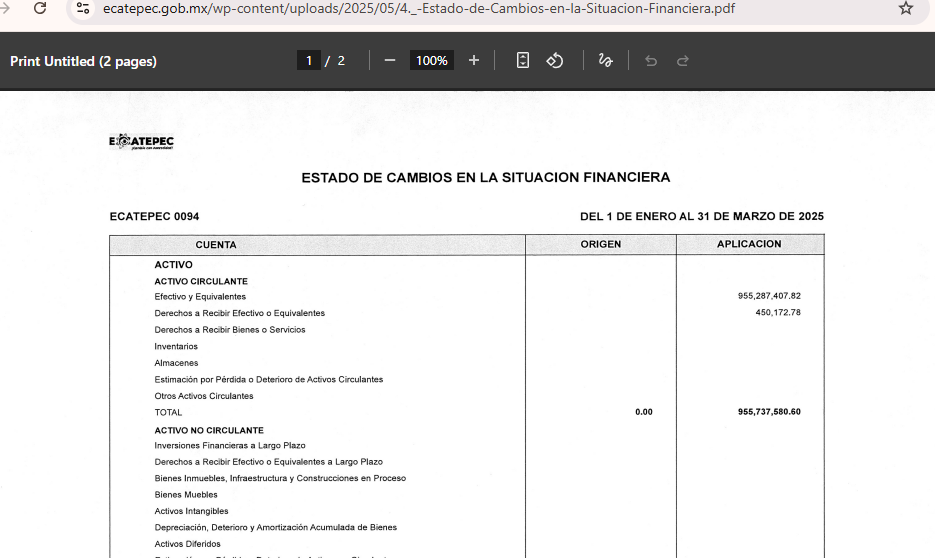 ecatepec.gob.mx/wp-content/uploads/2025/05/4._-Estado-de-Cambios-en-la-Situacion-Financiera.pdf
Print Untitled (2 pages)
1 / 2
100%
ECATEPEC
ESTADO DE CAMBIOS EN LA SITUACION FINANCIERA
ECATEPEC 0094 DEL 1 DE ENERO AL 31 DE MARZO DE 2025
CUENTA ORIGEN APLICACION
ACTIVO
ACTIVO CIRCULANTE
Efectivo y Equivalentes 955,287,407.82
Derechos a Recibir Efectivo o Equivalentes 450,172.78
Derechos a Recibir Bienes o Servicios
Inventarios
Almacenes
Estimación por Pérdida o Deterioro de Activos Circulantes
Otros Activos Circulantes
TOTAL 0.00 955,737,580.60
ACTIVO NO CIRCULANTE
Inversiones Financieras a Largo Plazo
Derechos a Recibir Efectivo o Equivalentes a Largo Plazo
Bienes Inmuebles, Infraestructura y Construcciones en Proceso
Bienes Muebles
Activos Intangibles
Depreciación, Deterioro y Amortización Acumulada de Bienes
Activos Diferidos